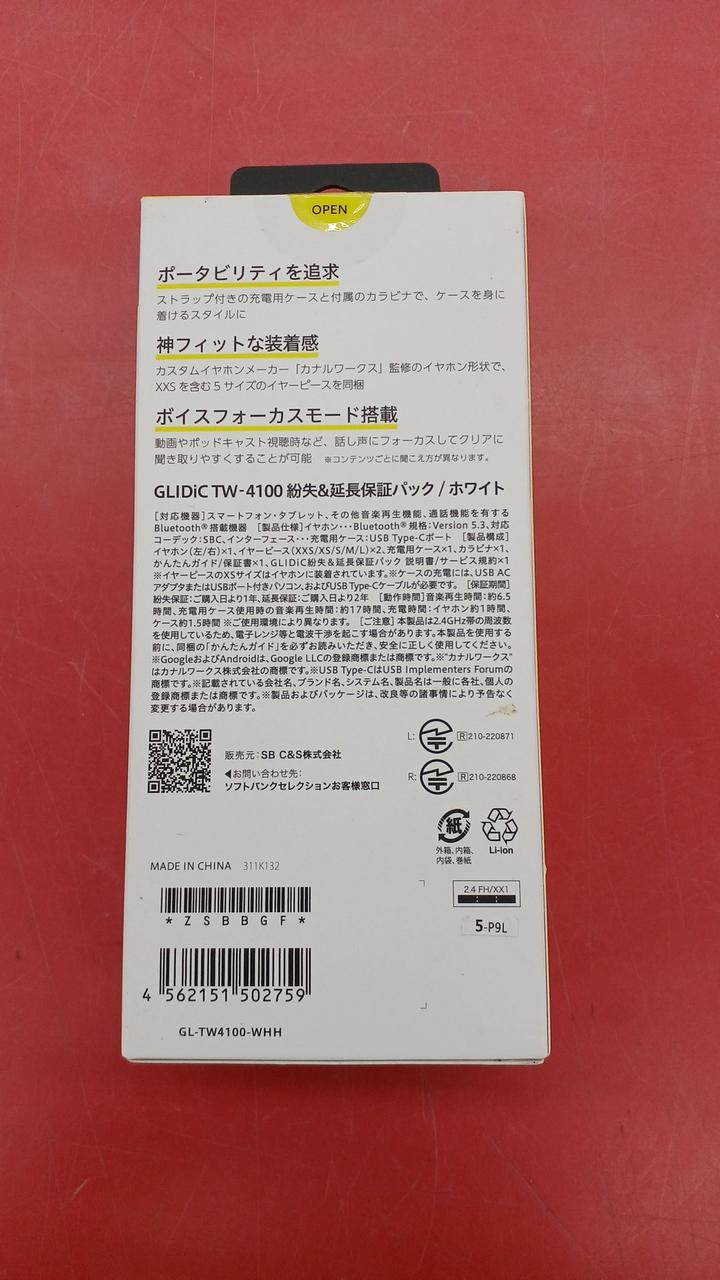 OPEN
ポータビリティを追求
ストラップ付きの充電用ケースと付属のカラビナで、ケースを身に
着けるスタイルに
神フィットな装着感
カスタムイヤホンメーカー「カナルワークス」監修のイヤホン形状で、
XXSを含む5サイズのイヤーピースを同梱
ボイスフォーカスモード搭載
動画やポッドキャスト視聴時など、話し声にフォーカスしてクリアに
聞き取りやすくすることが可能 ※コンテンツごとに聞こえ方が異なります。
GLIDiC TW-4100 紛失&延長保証パック / ホワイト
[対応機器]スマートフォン・タブレット、その他音楽再生機能、通話機能を有する
Bluetooth®搭載機器 [製品仕様]イヤホン・・・Bluetooth®規格:Version 5.3、対応
コーデック:SBC、インターフェース・・・充電用ケース:USB Type-Cポート [製品構成]
イヤホン(左/右)×1、イヤーピース(XXS/XS/S/M/L)×2、充電用ケース×1、カラビナ×1、
かんたんガイド/保証書×1、GLIDiC紛失&延長保証パック 説明書/サービス規約×1
※イヤーピースのXSサイズはイヤホンに装着されています。※ケースの充電には、USB AC
アダプタまたはUSBポート付きパソコン、およびUSB Type-Cケーブルが必要です。 [保証期間]
紛失保証:ご購入日より1年、延長保証:ご購入日より2年 [動作時間]音楽再生時間:約6.5
時間、充電用ケース使用時の音楽再生時間:約17時間、充電時間:イヤホン約1時間、
ケース約1.5時間 ※ご使用環境により異なります。 [ご注意]本製品は2.4GHz帯の周波数
を使用しているため、電子レンジ等と電波干渉を起こす場合があります。本製品を使用する
前に、同梱の「かんたんガイド」を必ずお読みいただき、安全に正しく使用してください。
※GoogleおよびAndroidは、Google LLCの登録商標または商標です。※"カナルワークス"
はカナルワークス株式会社の商標です。※USB Type-CはUSB Implementers Forumの
商標です。※記載されている会社名、ブランド名、システム名、製品名は一般に各社、個人の
登録商標または商標です。※製品およびパッケージは、改良等の諸事情により予告なく
変更する場合があります。
販売元:SB C&S株式会社
◀お問い合わせ先:
ソフトバンクセレクションお客様窓口
L: R 210-220871
R: R 210-220868
紙
外箱、内箱、
内袋、巻紙
Li-ion
MADE IN CHINA 311K132
2.4 FH/XX1
* Z S B B G F *
5-P9L
4 562151 502759
GL-TW4100-WHH